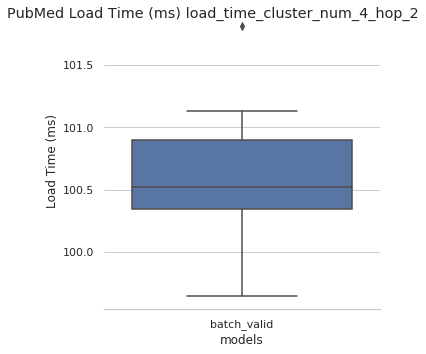 PubMed Load Time (ms) load_time_cluster_num_4_hop_2
101.5
101.0
100.5
100.0
Load Time (ms)
batch_valid
models